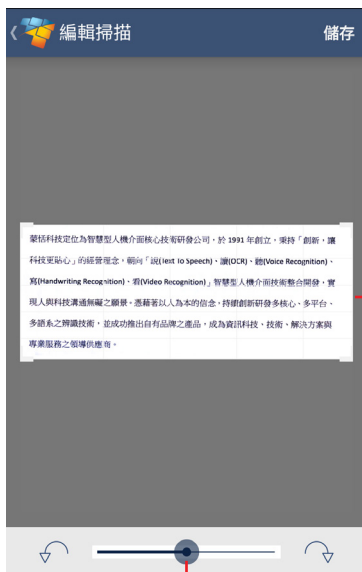 編輯掃描
儲存
蒙恬科技定位為智慧型人機介面核心技術研發公司，於 1991 年創立，秉持「創新，讓
科技更貼心」的經營理念，朝向「說(Text To Speech)、讀(OCR)、聽(Voice Recognition)、
寫(Handwriting Recognition)、看(Video Recognition)」智慧型人機介面技術整合開發，實
現人與科技溝通無礙之願景。憑藉著以人為本的信念，持續創新研發多核心、多平台、
多語系之辨識技術，並成功推出自有品牌之產品，成為資訊科技、技術、解決方案與
專業服務之領導供應商。